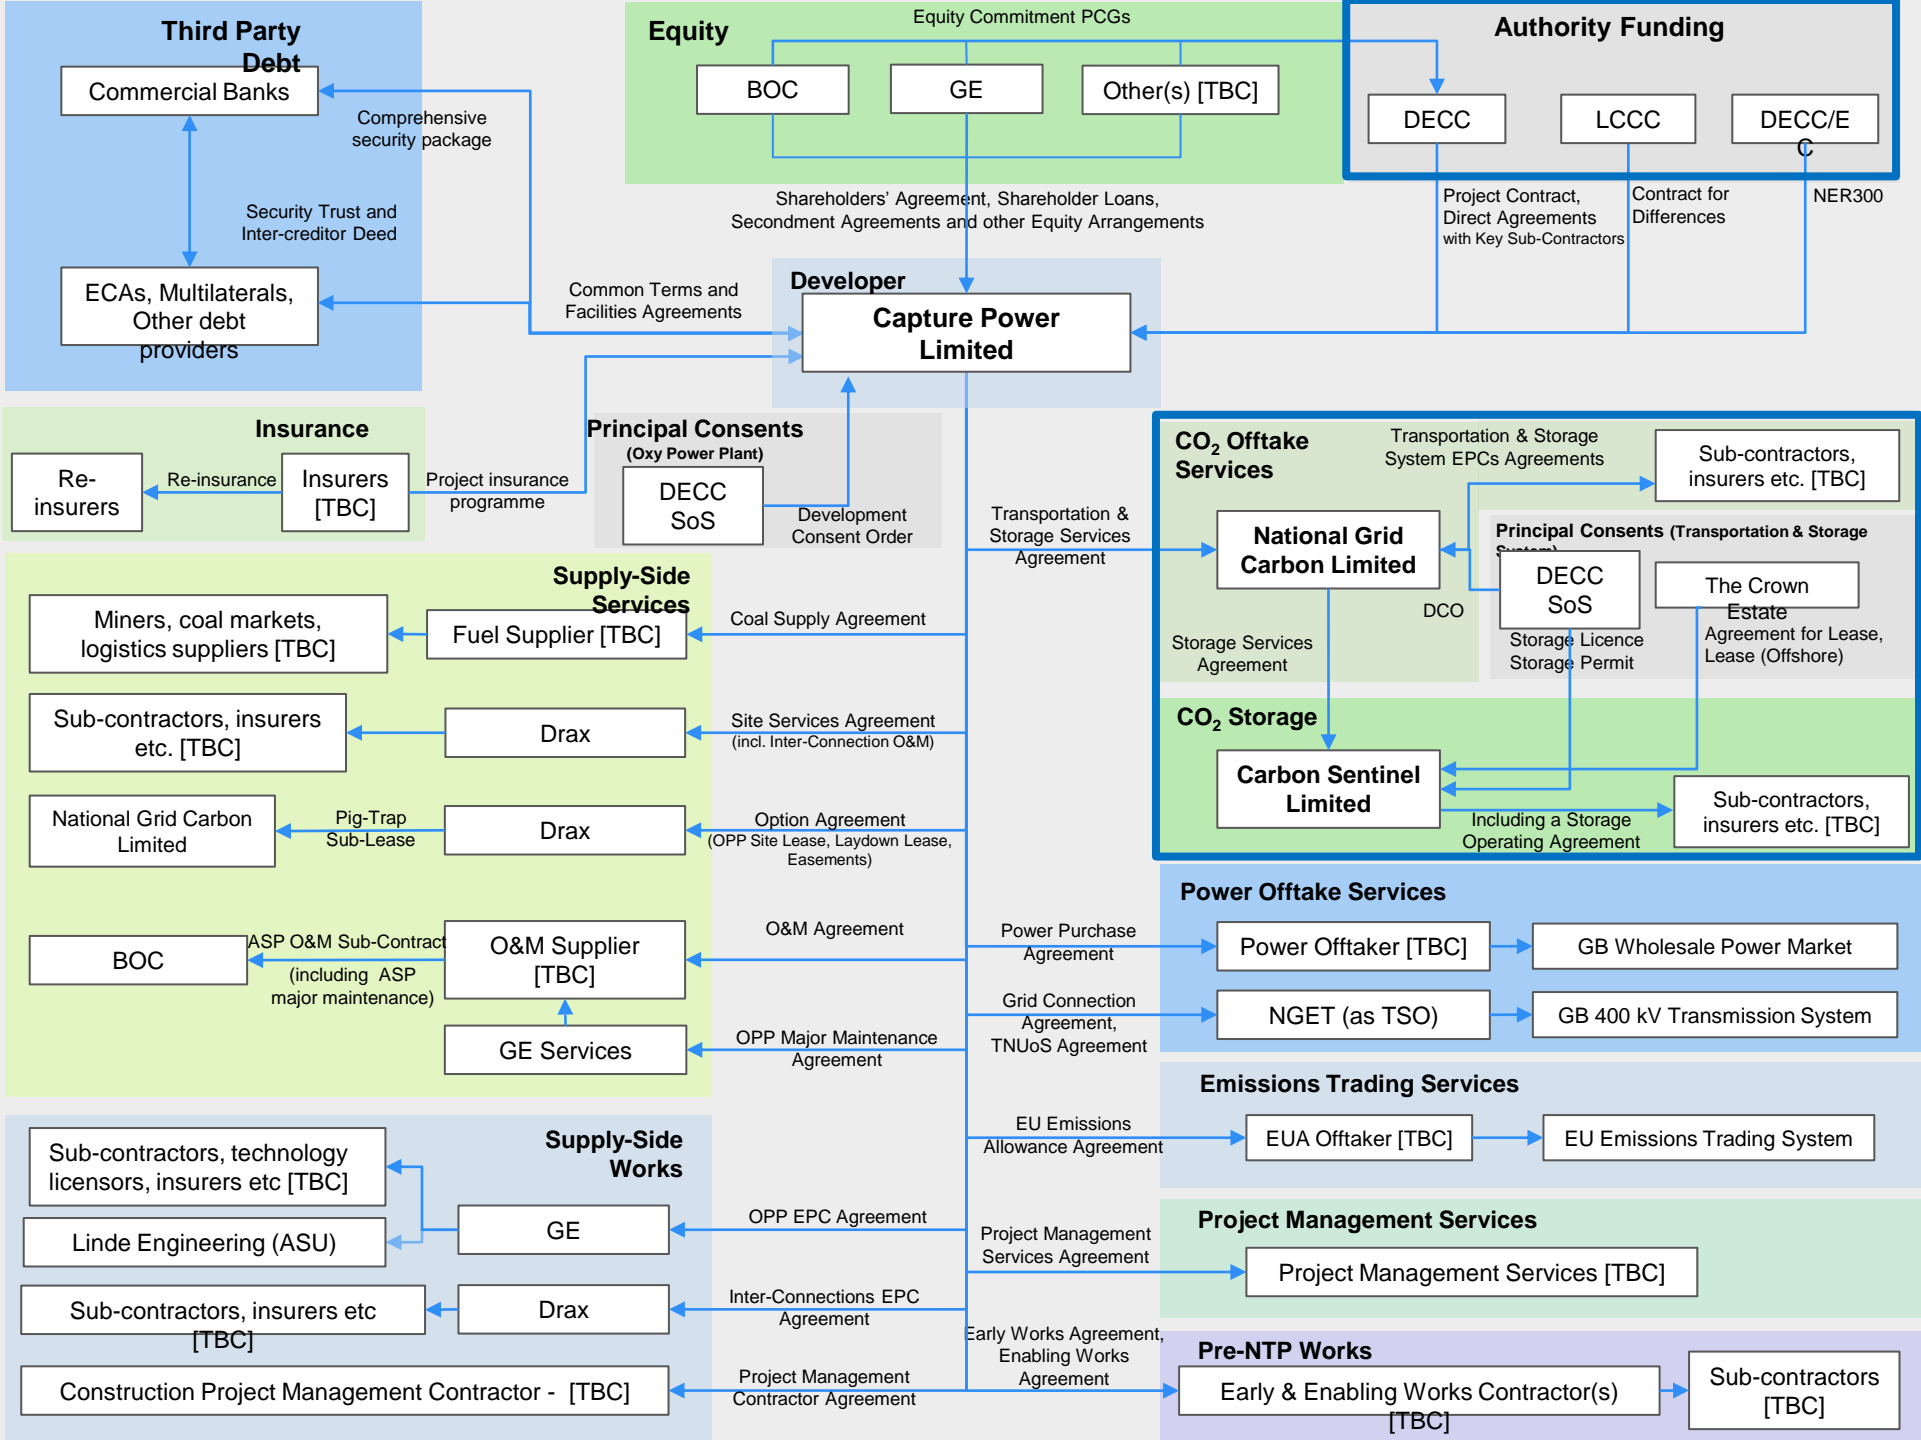 Third Party
Debt
Commercial Banks
Comprehensive
security package
Security Trust and
Inter-creditor Deed
ECAs, Multilaterals,
Other debt
providers
Equity
Equity Commitment PCGs
BOC
GE
Other(s) [TBC]
Authority Funding
DECC
LCCC
DECC/E
C
Shareholders’ Agreement, Shareholder Loans,
Secondment Agreements and other Equity Arrangements
Project Contract,
Direct Agreements
with Key Sub-Contractors
Contract for
Differences
NER300
Common Terms and
Facilities Agreements
Developer
Capture Power
Limited
Insurance
Re-
insurers
Re-insurance
Insurers
[TBC]
Project insurance
programme
Principal Consents
(Oxy Power Plant)
DECC
SoS
Development
Consent Order
Transportation &
Storage Services
Agreement
CO2 Offtake
Services
Transportation & Storage
System EPCs Agreements
Sub-contractors,
insurers etc. [TBC]
National Grid
Carbon Limited
Principal Consents (Transportation & Storage
System)
DECC
SoS
The Crown
Estate
DCO
Storage Licence
Storage Permit
Agreement for Lease,
Lease (Offshore)
Storage Services
Agreement
CO2 Storage
Carbon Sentinel
Limited
Including a Storage
Operating Agreement
Sub-contractors,
insurers etc. [TBC]
Supply-Side
Services
Miners, coal markets,
logistics suppliers [TBC]
Fuel Supplier [TBC]
Coal Supply Agreement
Sub-contractors, insurers
etc. [TBC]
Drax
Site Services Agreement
(incl. Inter-Connection O&M)
National Grid Carbon
Limited
Pig-Trap
Sub-Lease
Drax
Option Agreement
(OPP Site Lease, Laydown Lease,
Easements)
BOC
ASP O&M Sub-Contract
(including ASP
major maintenance)
O&M Supplier
[TBC]
O&M Agreement
GE Services
OPP Major Maintenance
Agreement
Power Offtake Services
Power Purchase
Agreement
Power Offtaker [TBC]
GB Wholesale Power Market
Grid Connection
Agreement,
TNUoS Agreement
NGET (as TSO)
GB 400 kV Transmission System
Emissions Trading Services
EU Emissions
Allowance Agreement
EUA Offtaker [TBC]
EU Emissions Trading System
Supply-Side
Works
Sub-contractors, technology
licensors, insurers etc [TBC]
Linde Engineering (ASU)
GE
OPP EPC Agreement
Sub-contractors, insurers etc
[TBC]
Drax
Inter-Connections EPC
Agreement
Construction Project Management Contractor - [TBC]
Project Management
Contractor Agreement
Project Management Services
Project Management
Services Agreement
Project Management Services [TBC]
Pre-NTP Works
Early Works Agreement,
Enabling Works
Agreement
Early & Enabling Works Contractor(s)
[TBC]
Sub-contractors
[TBC]